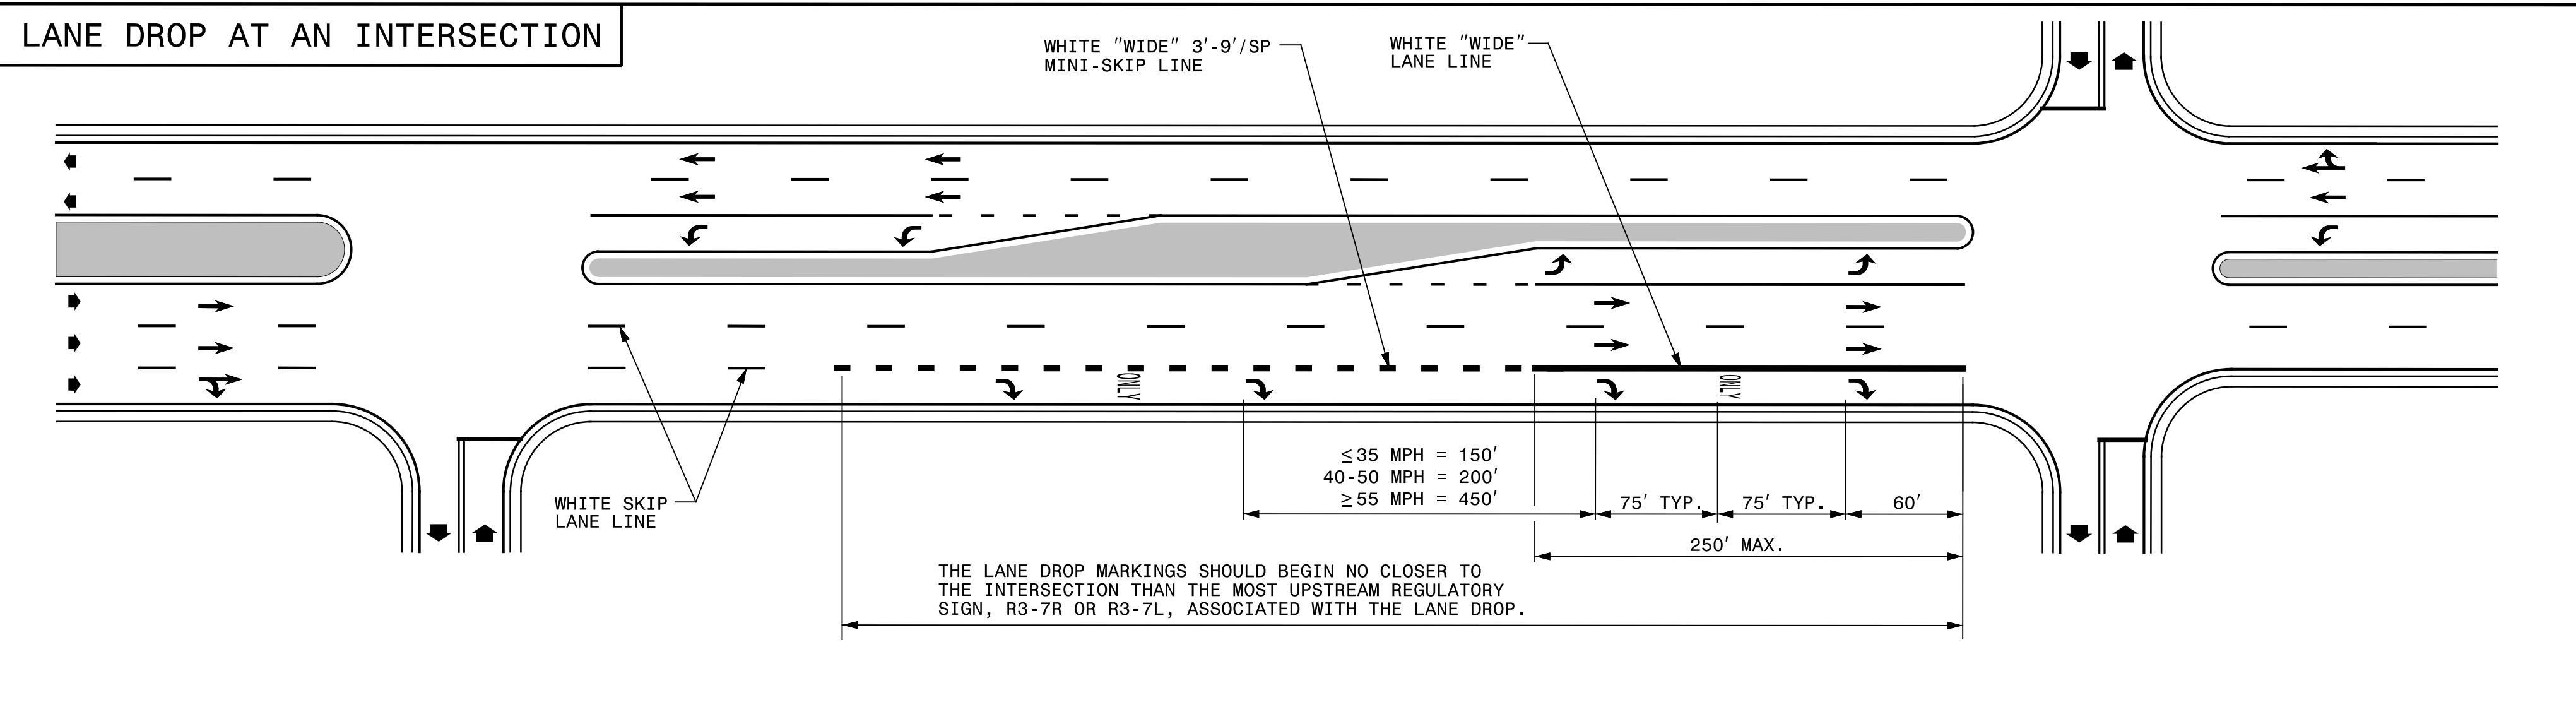 LANE DROP AT AN INTERSECTION
WHITE "WIDE" 3'-9'/SP
MINI-SKIP LINE
WHITE "WIDE"
LANE LINE
ONLY
ONLY
WHITE SKIP
LANE LINE
≤35 MPH = 150'
40-50 MPH = 200'
≥55 MPH = 450'
75' TYP.
75' TYP.
60'
250' MAX.
THE LANE DROP MARKINGS SHOULD BEGIN NO CLOSER TO
THE INTERSECTION THAN THE MOST UPSTREAM REGULATORY
SIGN, R3-7R OR R3-7L, ASSOCIATED WITH THE LANE DROP.